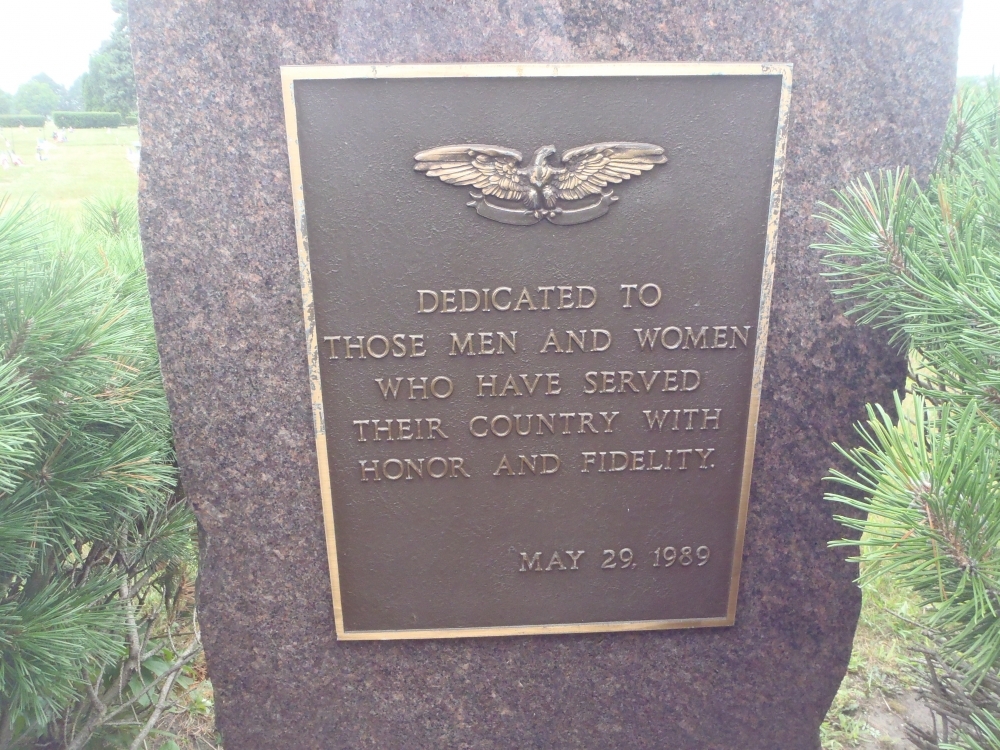 DEDICATED TO
THOSE MEN AND WOMEN
WHO HAVE SERVED
THEIR COUNTRY WITH
HONOR AND FIDELITY.
MAY 29, 1989